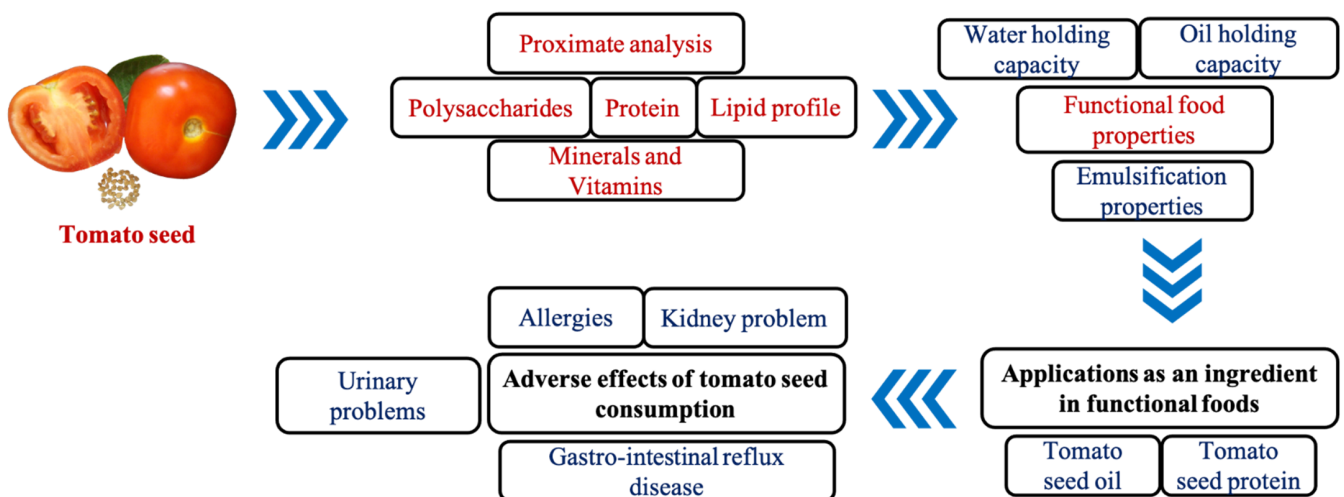 Tomato seed
Proximate analysis
Polysaccharides
Protein
Lipid profile
Minerals and
Vitamins
Water holding
capacity
Oil holding
capacity
Functional food
properties
Emulsification
properties
Applications as an ingredient
in functional foods
Tomato
seed oil
Tomato
seed protein
Allergies
Kidney problem
Urinary
problems
Adverse effects of tomato seed
consumption
Gastro-intestinal reflux
disease